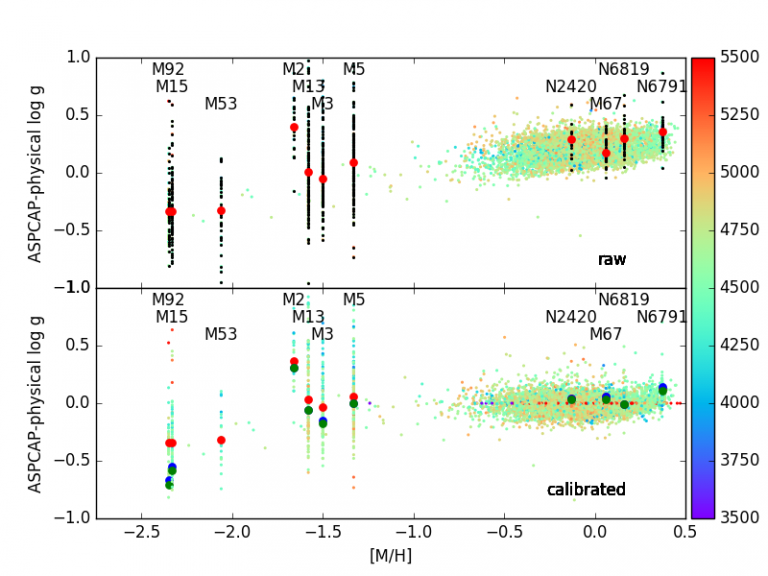 1.0
0.5
0.0
−0.5
−1.0
ASPCAP-physical log g
M92
M15
M53
M2
M13
M3
M5
N6819
N2420
N6791
M67
raw
1.0
0.5
0.0
−0.5
−1.0
ASPCAP-physical log g
M92
M15
M53
M2
M13
M3
M5
N6819
N2420
N6791
M67
calibrated
−2.5 −2.0 −1.5 −1.0 −0.5 0.0 0.5
[M/H]
5500
5250
5000
4750
4500
4250
4000
3750
3500